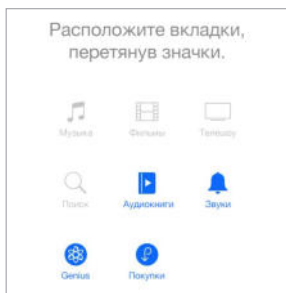 Расположите вкладки,
перетянув значки.
Музыка Фильмы Телешоу
Поиск Аудиокниги Звуки
Genius Покупки